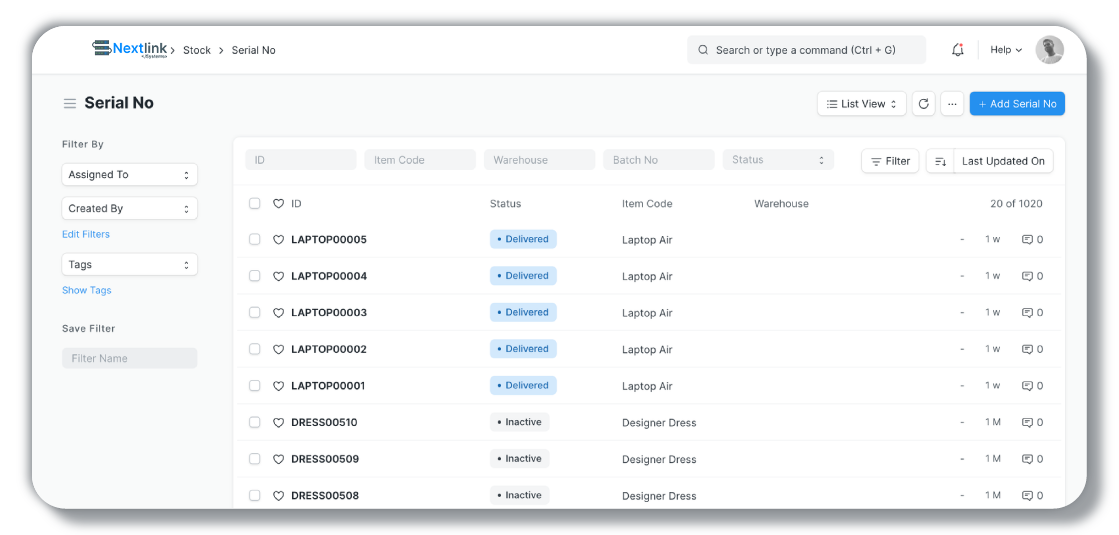 Nextlink > Stock > Serial No
</Systems>
Search or type a command (Ctrl + G)
Help
Serial No
List View
...
+ Add Serial No
Filter By
Assigned To
Created By
Edit Filters
Tags
Show Tags
Save Filter
Filter Name
ID Item Code Warehouse Batch No Status
Filter
Last Updated On
ID Status Item Code Warehouse 20 of 1020
LAPTOP00005 • Delivered Laptop Air - 1 w 0
LAPTOP00004 • Delivered Laptop Air - 1 w 0
LAPTOP00003 • Delivered Laptop Air - 1 w 0
LAPTOP00002 • Delivered Laptop Air - 1 w 0
LAPTOP00001 • Delivered Laptop Air - 1 w 0
DRESS00510 • Inactive Designer Dress - 1 M 0
DRESS00509 • Inactive Designer Dress - 1 M 0
DRESS00508 • Inactive Designer Dress - 1 M 0